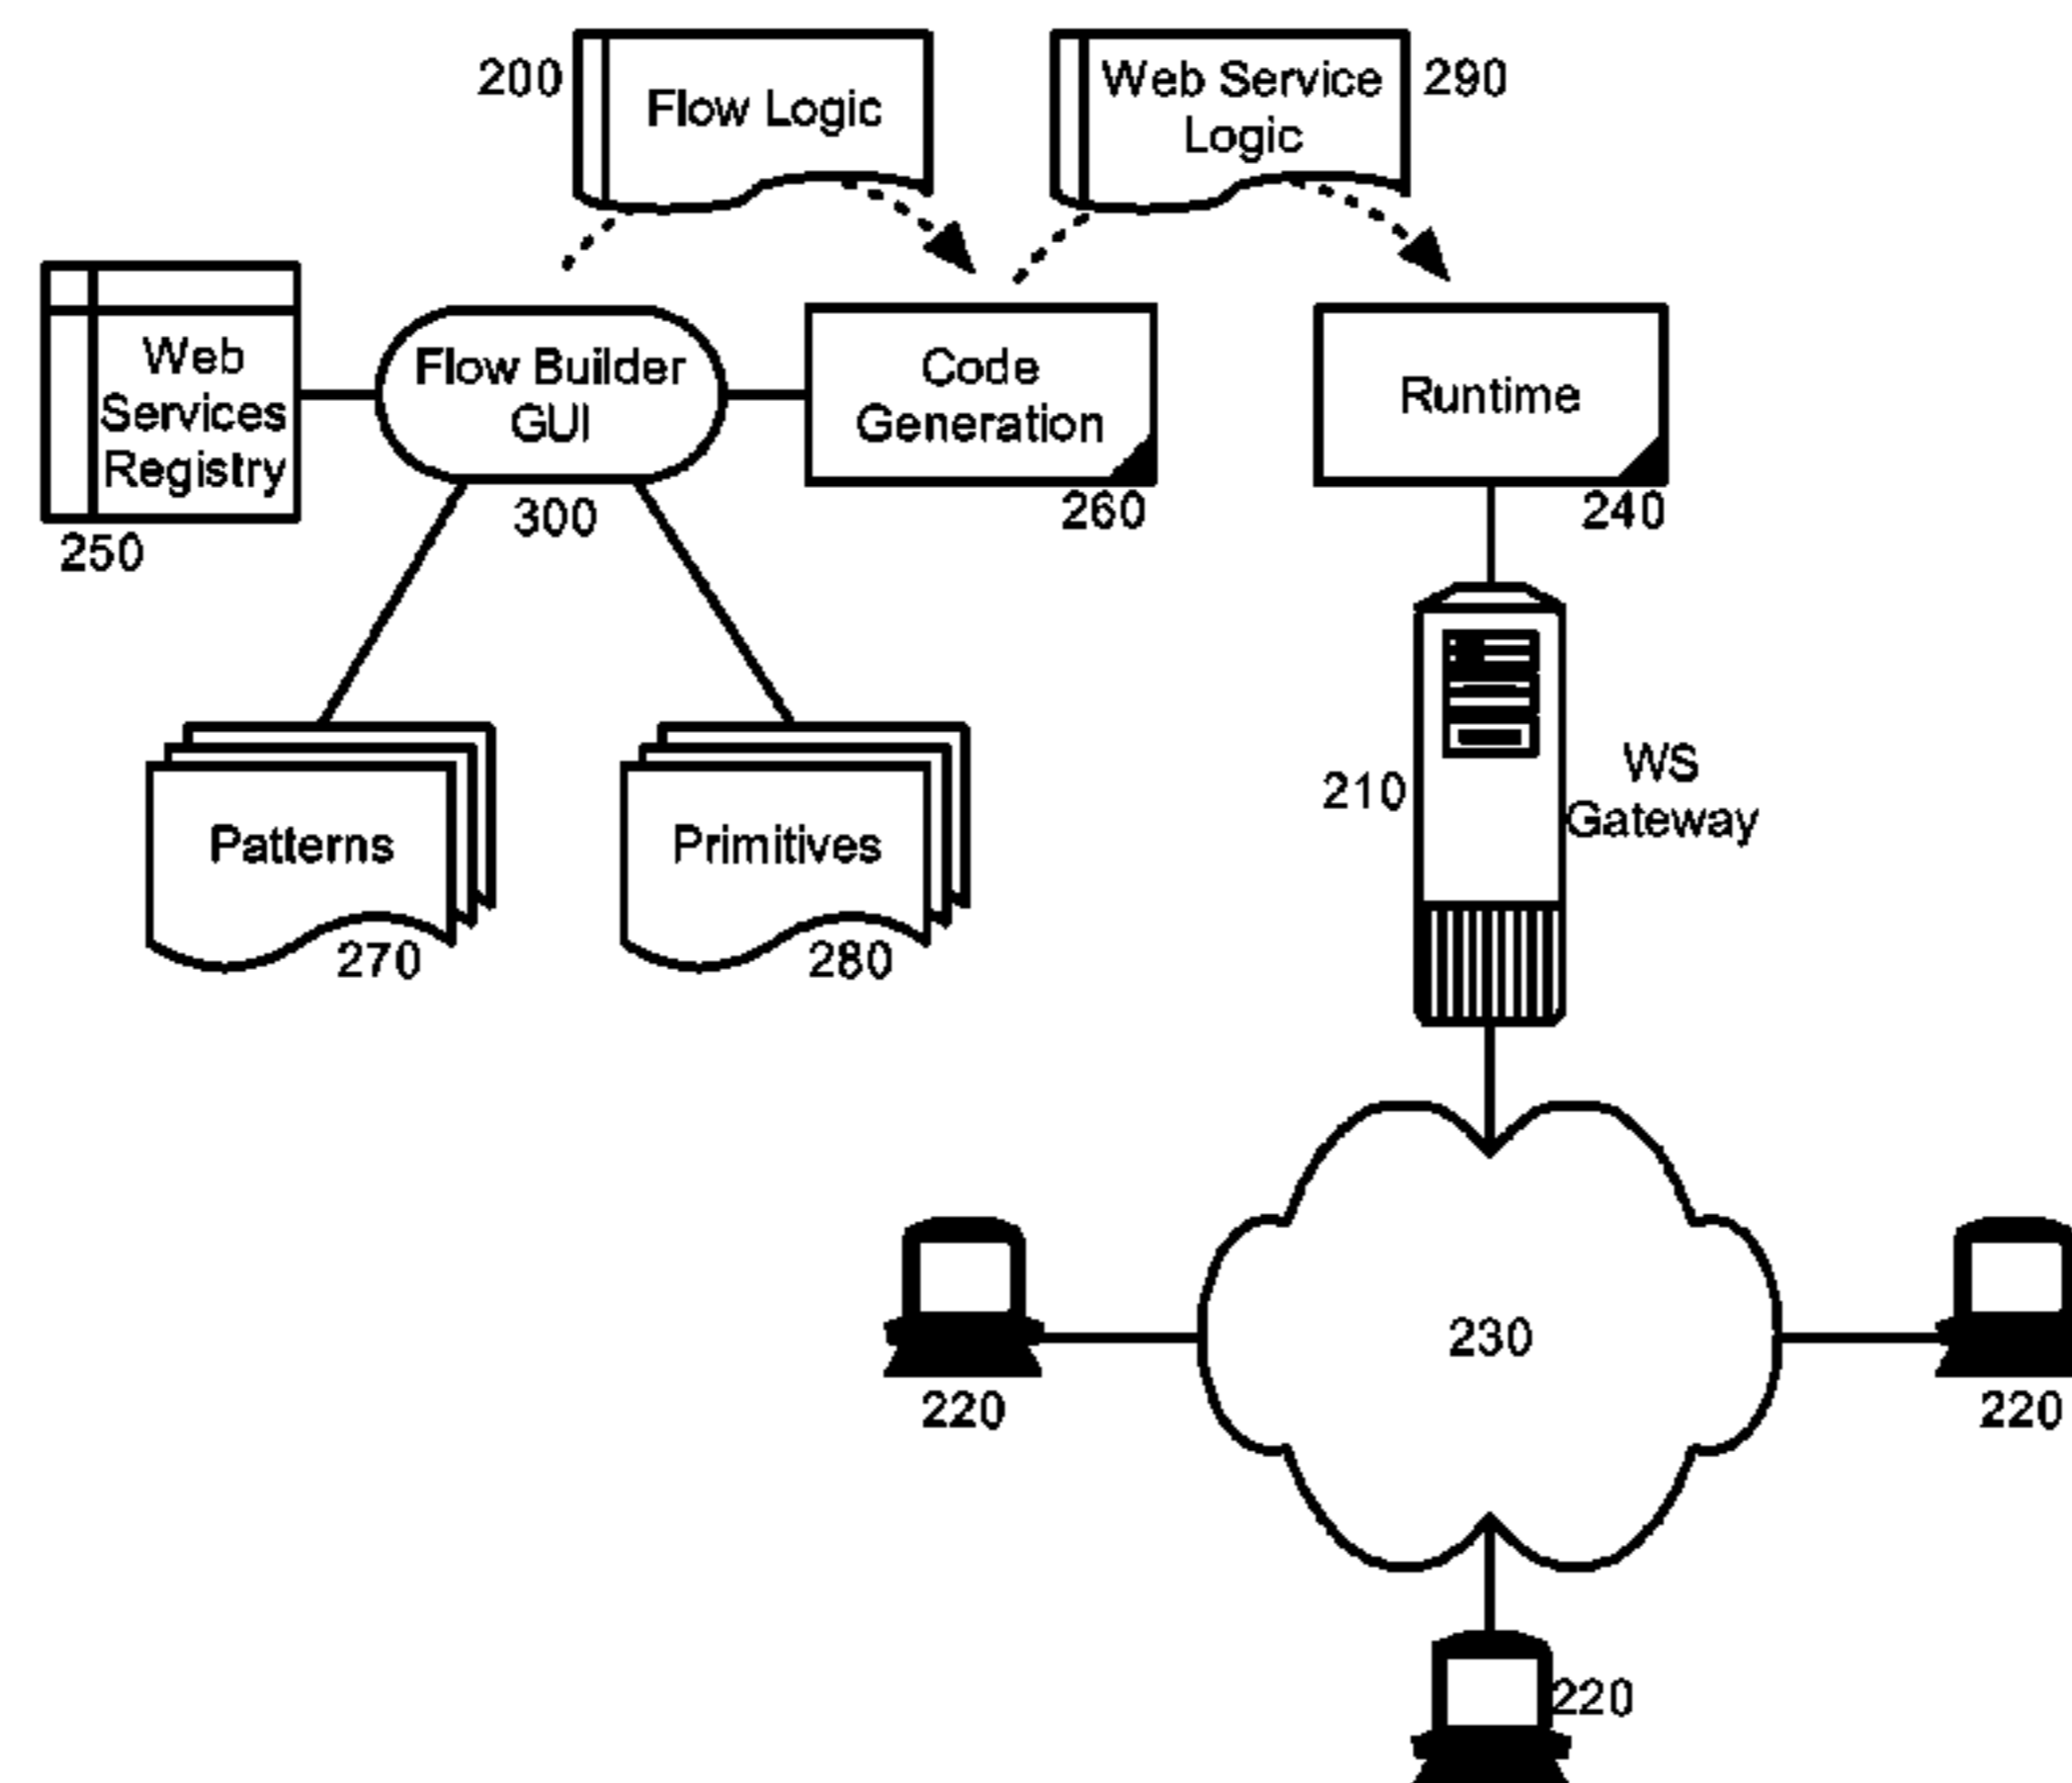 200
Flow Logic
Web Service
Logic
290
Web
Services
Registry
250
Flow Builder
GUI
300
Code
Generation
260
Runtime
240
Patterns
270
Primitives
280
210
WS
Gateway
230
220
220
220